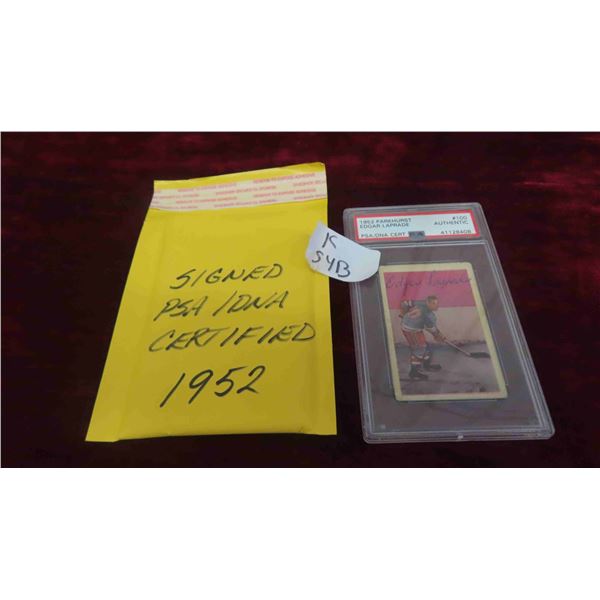 SIGNED
PSA/DNA
CERTIFIED
1952
K
54B
1952 PARKHURST #100
EDGAR LAPRADE AUTHENTIC
PSA/DNA CERT 41128408
Edgar Laprade